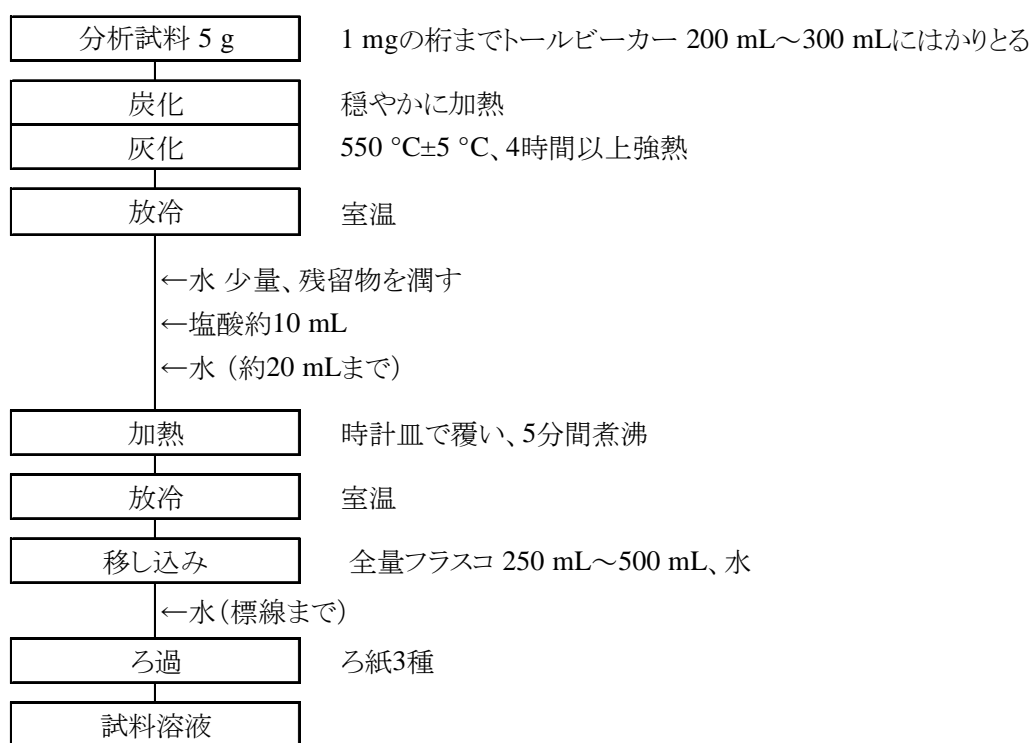 分析試料 5 g 1 mgの桁までトールビーカー 200 mL~300 mLにはかりとる
炭化 穏やかに加熱
灰化 550 °C±5 °C、4時間以上強熱
放冷 室温
←水 少量、残留物を潤す
←塩酸約10 mL
←水（約20 mLまで）
加熱 時計皿で覆い、5分間煮沸
放冷 室温
移し込み 全量フラスコ 250 mL~500 mL、水
←水（標線まで）
ろ過 ろ紙3種
試料溶液